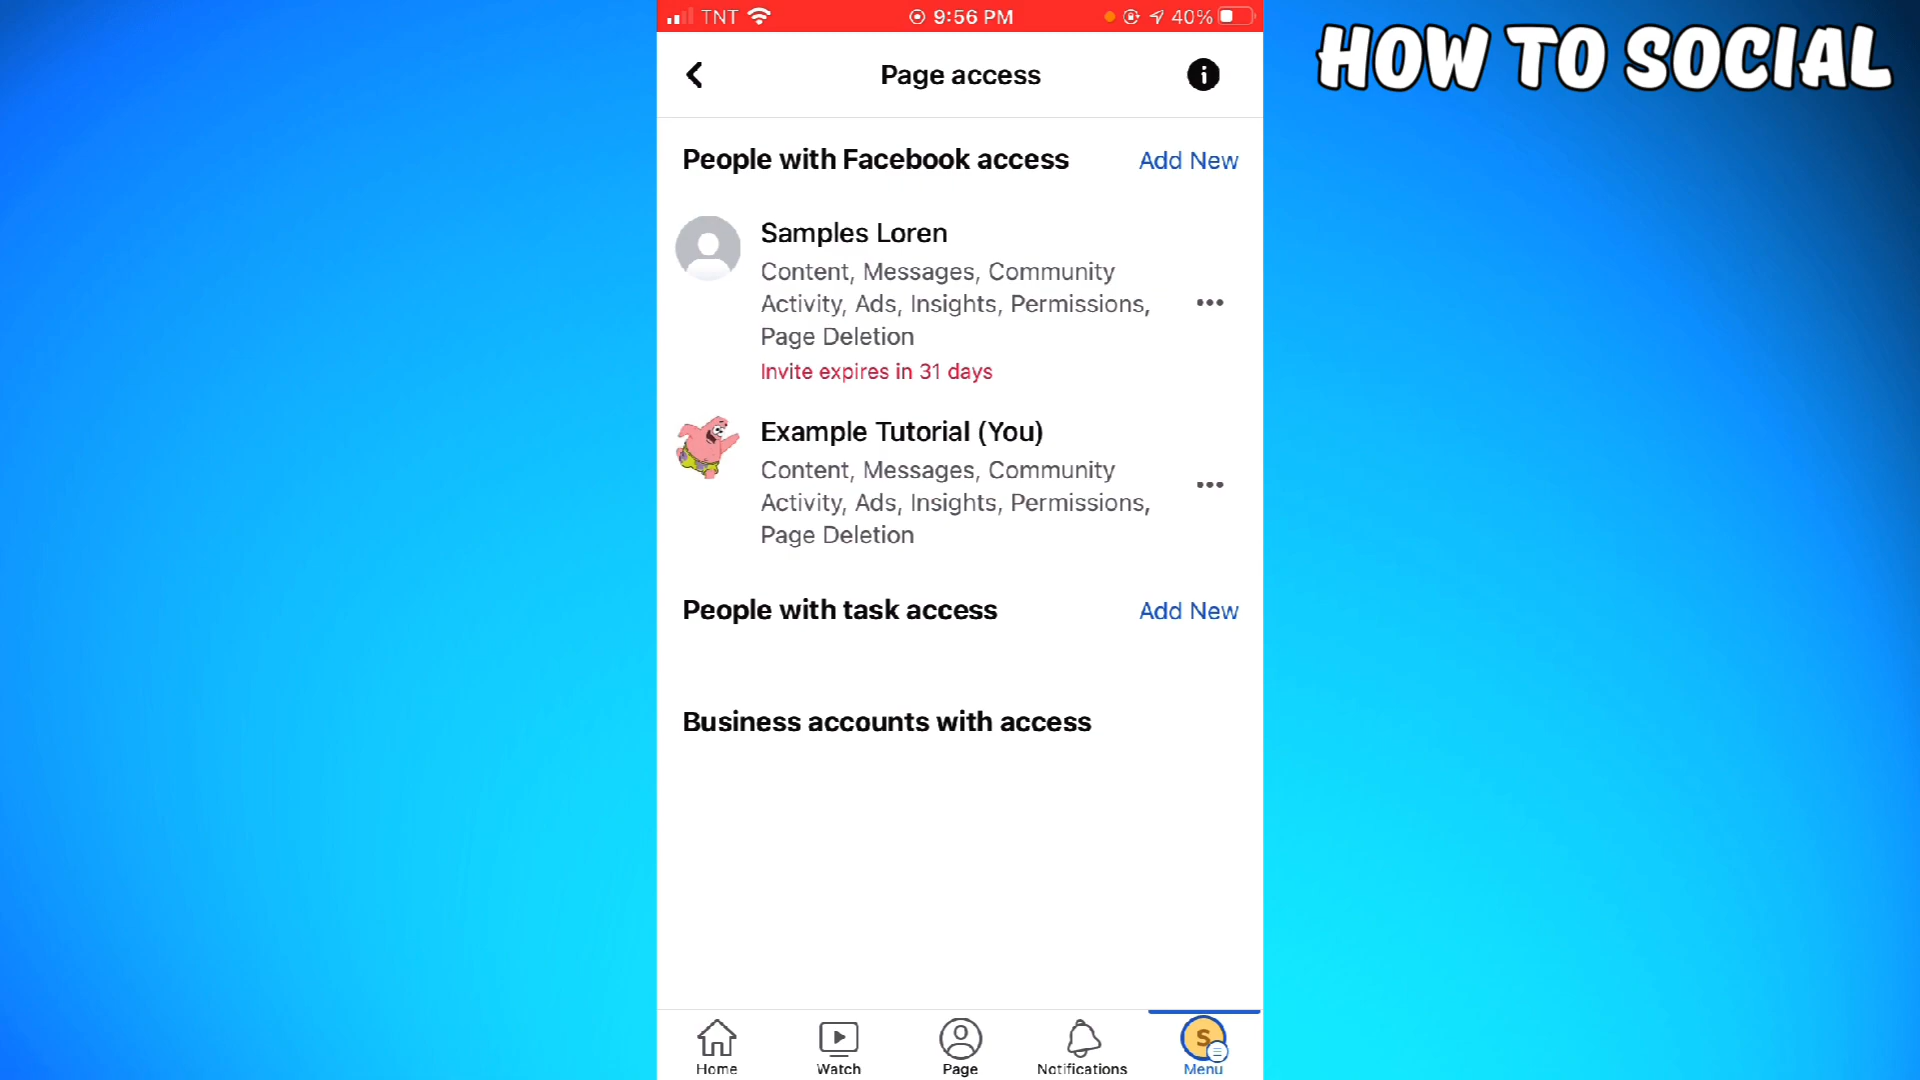 TNT 9:56 PM 40%
HOW TO SOCIAL
Page access
People with Facebook access Add New
Samples Loren
Content, Messages, Community
Activity, Ads, Insights, Permissions,
Page Deletion
Invite expires in 31 days
Example Tutorial (You)
Content, Messages, Community
Activity, Ads, Insights, Permissions,
Page Deletion
People with task access Add New
Business accounts with access
S
Home Watch Page Notifications Menu